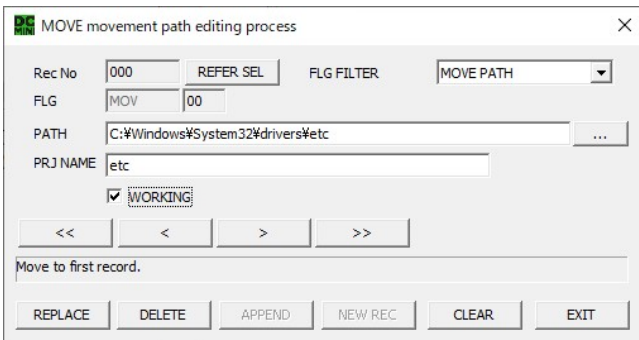 DC MINI MOVE movement path editing process
Rec No 000 REFER SEL FLG FILTER MOVE PATH
FLG MOV 00
PATH C:¥Windows¥System32¥drivers¥etc ...
PRJ NAME etc
WORKING
<< < > >>
Move to first record.
REPLACE DELETE APPEND NEW REC CLEAR EXIT